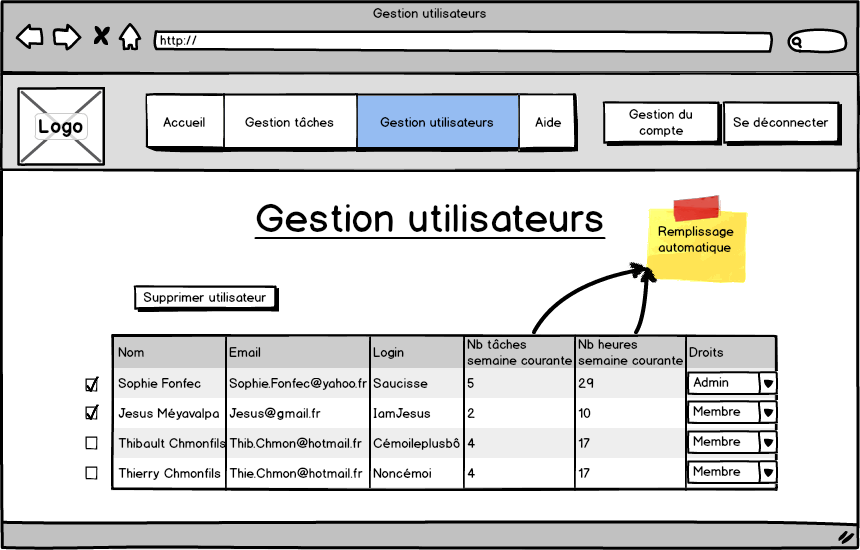 Gestion utilisateurs
http://
Logo
Accueil
Gestion tâches
Gestion utilisateurs
Aide
Gestion du
compte
Se déconnecter
Gestion utilisateurs
Remplissage
automatique
Supprimer utilisateur
Nom Email Login Nb tâches semaine courante Nb heures semaine courante Droits
Sophie Fonfec Sophie.Fonfec@yahoo.fr Saucisse 5 29 Admin
Jesus Méyavalpa Jesus@gmail.fr IamJesus 2 10 Membre
Thibault Chmonfils Thib.Chmon@hotmail.fr Cémoileplusbô 4 17 Membre
Thierry Chmonfils Thie.Chmon@hotmail.fr Noncémoi 4 17 Membre